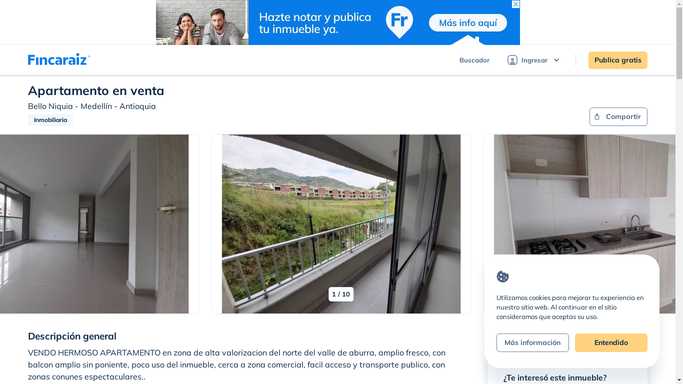 Hazte notar y publica
tu inmueble ya.
Fr
Más info aquí
Fincaraiz
Buscador
Ingresar
Publica gratis
Apartamento en venta
Bello Niquia - Medellín - Antioquia
Inmobiliaria
Compartir
1 / 10
Utilizamos cookies para mejorar tu experiencia en
nuestro sitio web. Al continuar en el sitio
consideramos que aceptas su uso.
Más información
Entendido
Descripción general
VENDO HERMOSO APARTAMENTO en zona de alta valorizacion del norte del valle de aburra, amplio fresco, con
balcon amplio sin poniente, poco uso del inmueble, cerca a zona comercial, facil acceso y transporte publico, con
zonas conunes espectaculares..
¿Te interesó este inmueble?